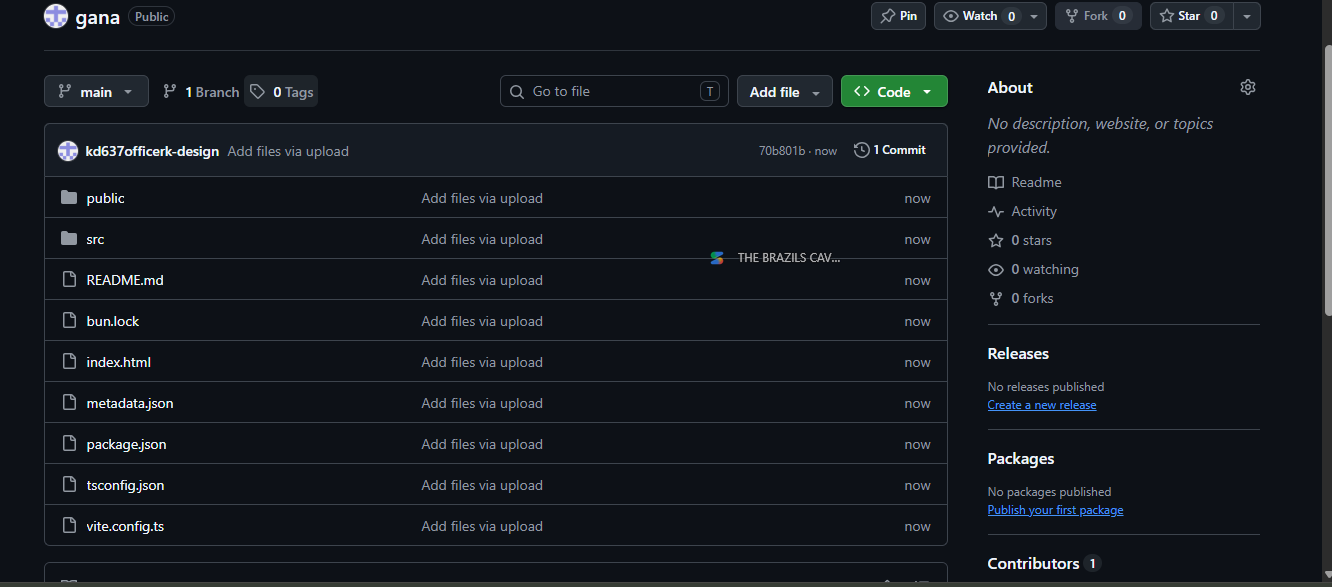 gana Public
Pin
Watch 0
Fork 0
Star 0
main
1 Branch
0 Tags
Go to file T
Add file
Code
kd637officerk-design Add files via upload 70b801b · now 1 Commit
public Add files via upload now
src Add files via upload now
THE BRAZILS CAV...
README.md Add files via upload now
bun.lock Add files via upload now
index.html Add files via upload now
metadata.json Add files via upload now
package.json Add files via upload now
tsconfig.json Add files via upload now
vite.config.ts Add files via upload now
About
No description, website, or topics
provided.
Readme
Activity
0 stars
0 watching
0 forks
Releases
No releases published
Create a new release
Packages
No packages published
Publish your first package
Contributors 1